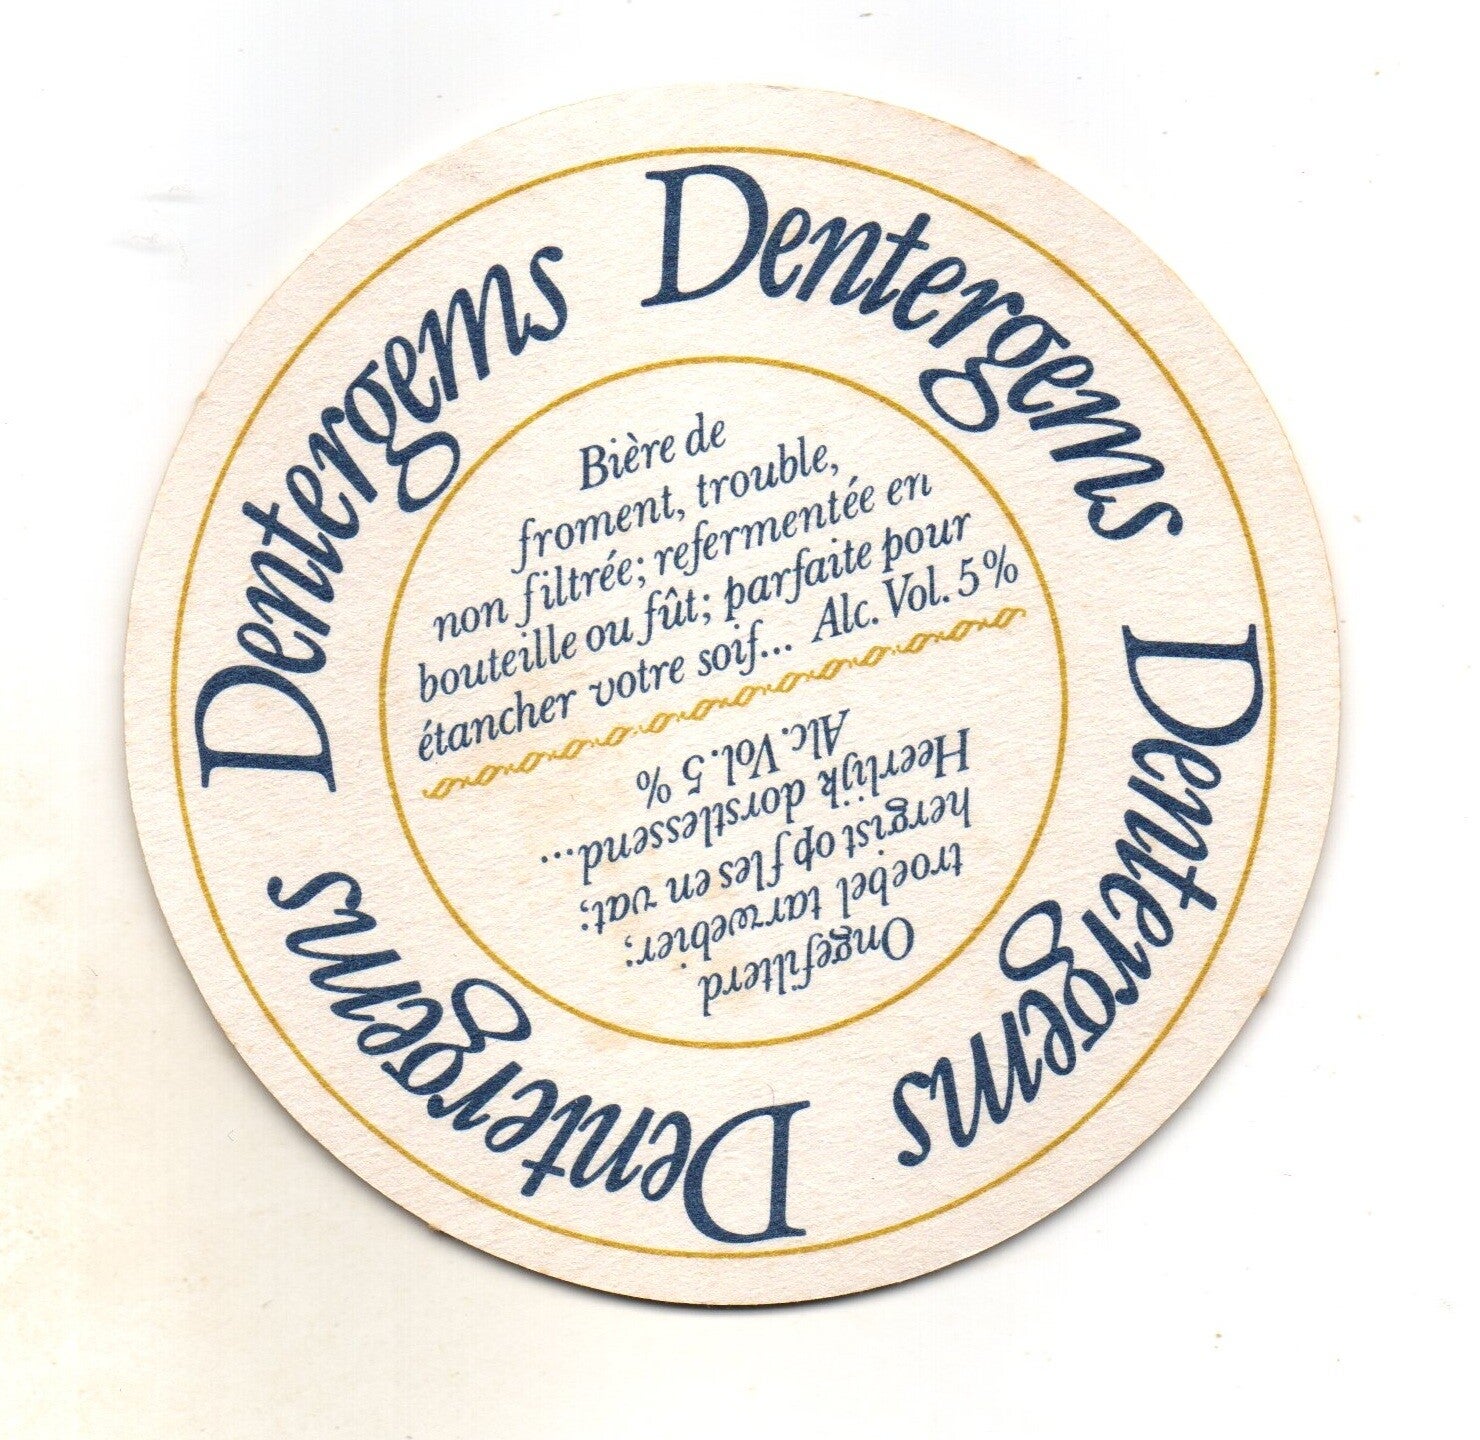 Dentergems
Dentergems
Dentergems
Dentergems
Bière de
froment, trouble,
non filtrée; refermentée en
bouteille ou fût; parfaite pour
étancher votre soif... Alc. Vol. 5%
Ongefilterd
troebel tarwebier;
hergist op fles en vat;
Heerlijk dorstlessend...
Alc. Vol. 5%